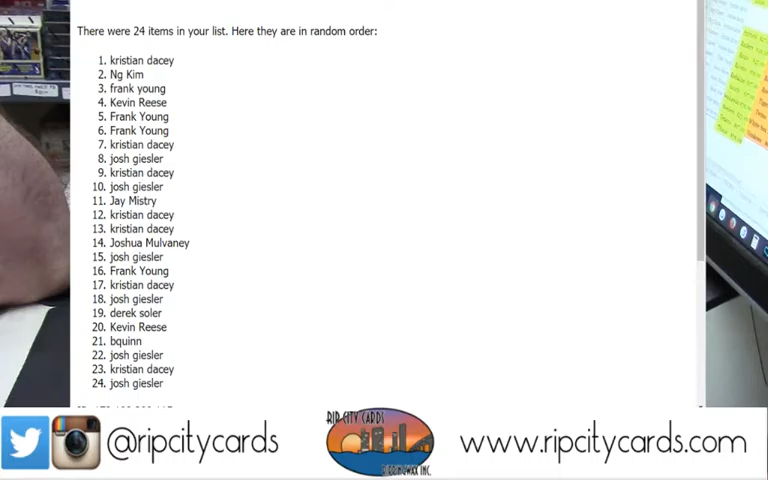 There were 24 items in your list. Here they are in random order:
1. kristian dacey
2. Ng Kim
3. frank young
4. Kevin Reese
5. Frank Young
6. Frank Young
7. kristian dacey
8. josh giesler
9. kristian dacey
10. josh giesler
11. Jay Mistry
12. kristian dacey
13. kristian dacey
14. Joshua Mulvaney
15. josh giesler
16. Frank Young
17. kristian dacey
18. josh giesler
19. derek soler
20. Kevin Reese
21. bquinn
22. josh giesler
23. kristian dacey
24. josh giesler
@ripcitycards
RIP CITY CARDS
RIPPINGWAX INC.
www.ripcitycards.com